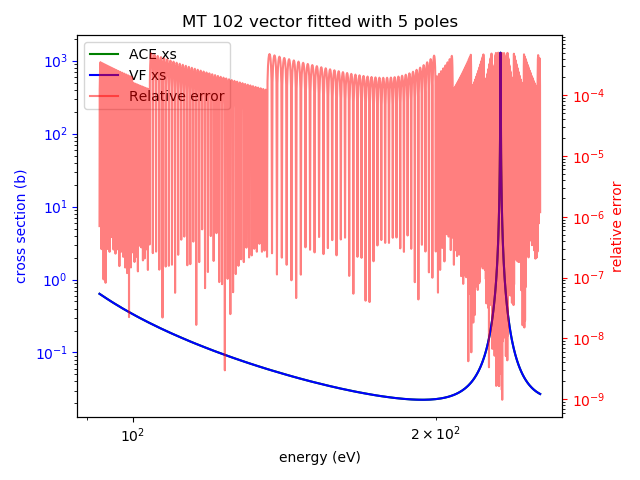 MT 102 vector fitted with 5 poles
ACE xs
VF xs
Relative error
cross section (b)
10³
10²
10¹
10⁰
10⁻¹
relative error
10⁻⁴
10⁻⁵
10⁻⁶
10⁻⁷
10⁻⁸
10⁻⁹
10²
2 × 10²
energy (eV)